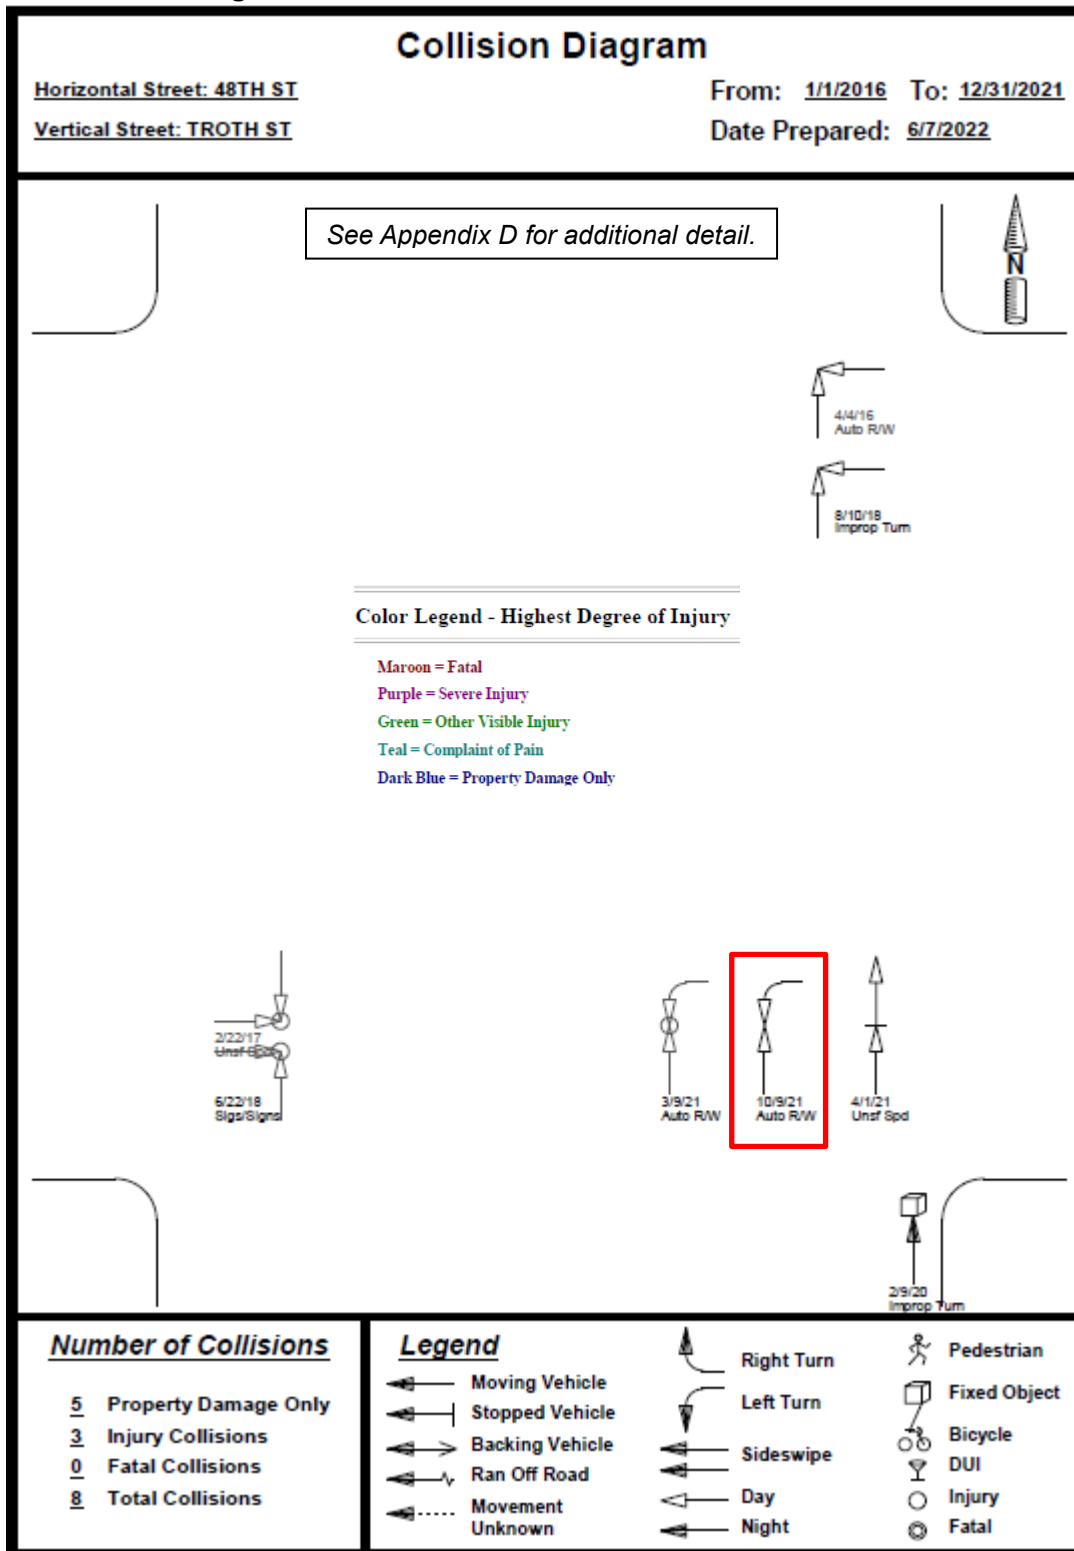 Collision Diagram
Horizontal Street: 48TH ST
From: 1/1/2016 To: 12/31/2021
Vertical Street: TROTH ST
Date Prepared: 6/7/2022
See Appendix D for additional detail.
N
4/4/16
Auto R/W
8/10/18
Improp Turn
Color Legend - Highest Degree of Injury
Maroon = Fatal
Purple = Severe Injury
Green = Other Visible Injury
Teal = Complaint of Pain
Dark Blue = Property Damage Only
2/22/17
Unsf Spd
6/22/18
Sigs/Signs
3/9/21
Auto R/W
10/9/21
Auto R/W
4/1/21
Unsf Spd
2/9/20
Improp Turn
Number of Collisions
5 Property Damage Only
3 Injury Collisions
0 Fatal Collisions
8 Total Collisions
Legend
Moving Vehicle
Stopped Vehicle
Backing Vehicle
Ran Off Road
Movement
Unknown
Right Turn
Left Turn
Sideswipe
Day
Night
Pedestrian
Fixed Object
Bicycle
DUI
Injury
Fatal